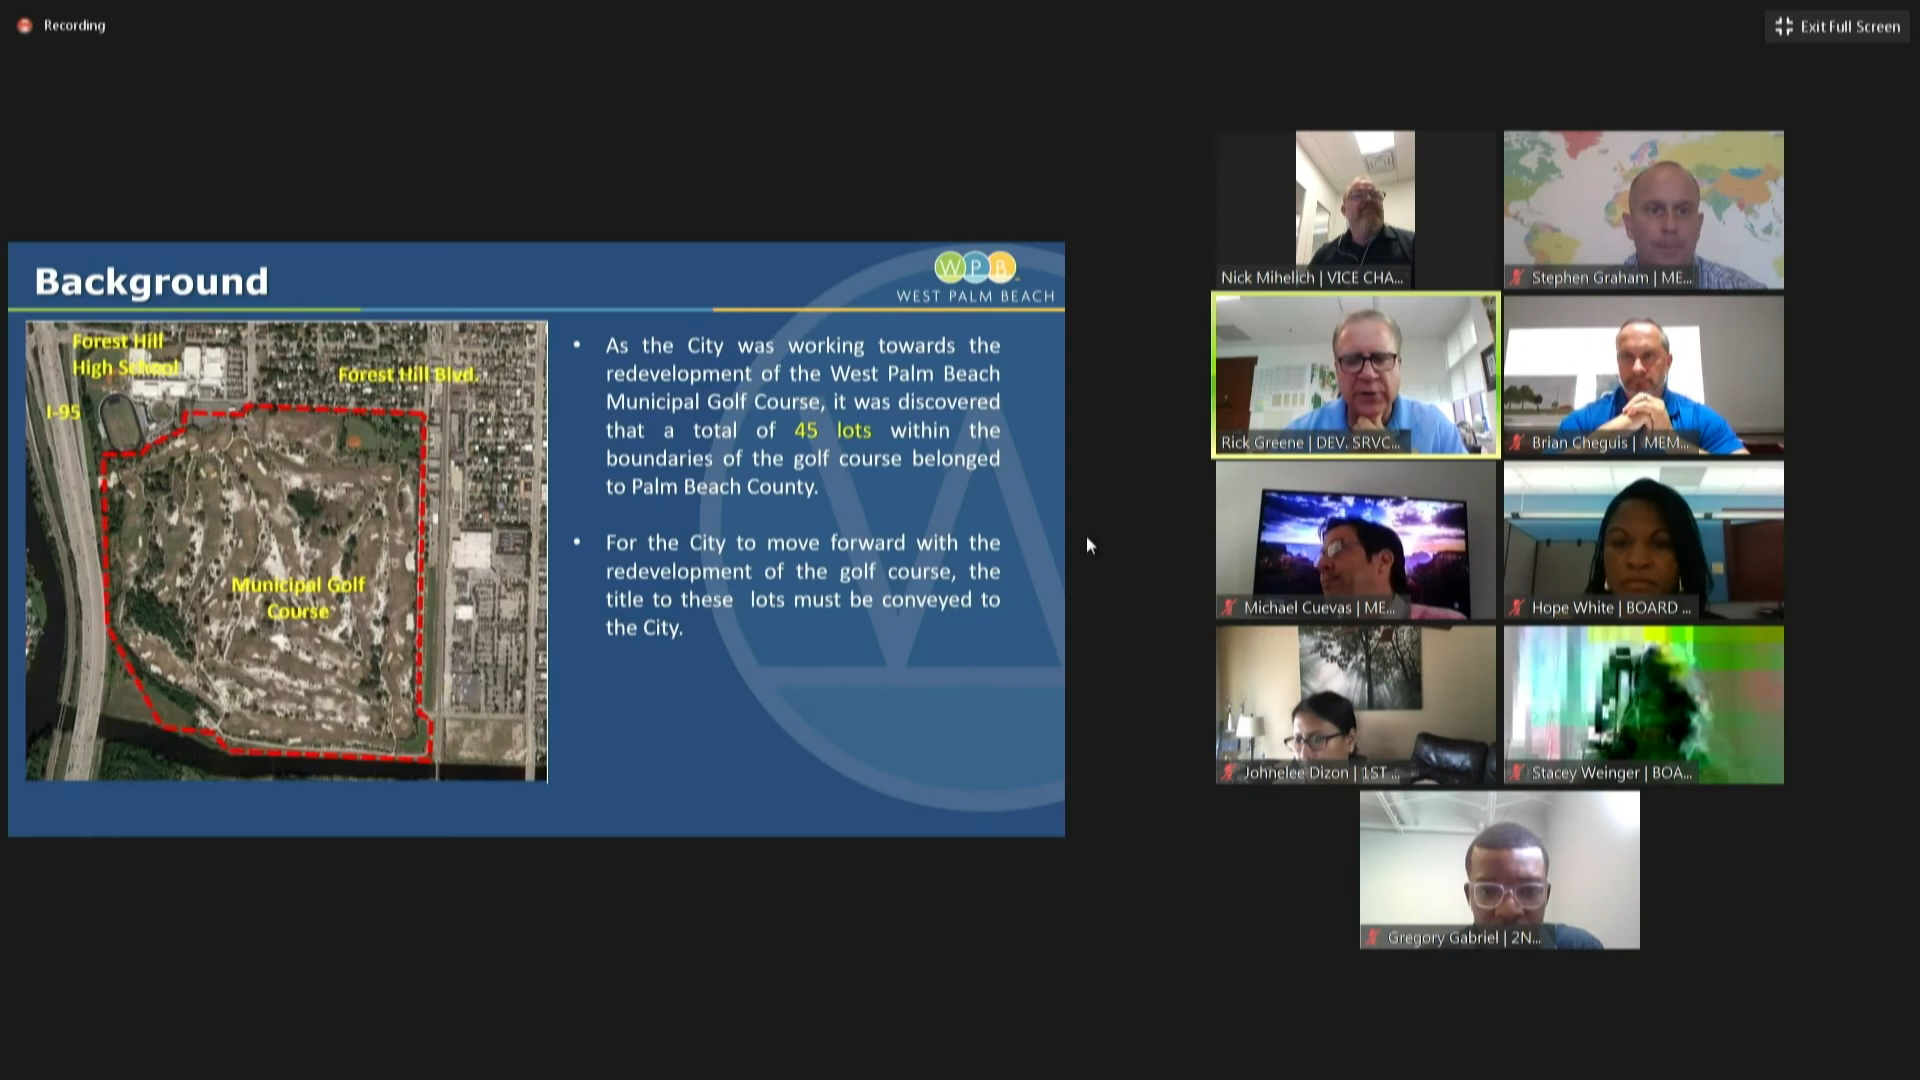 Recording
Exit Full Screen
Background
W P B
WEST PALM BEACH
Forest Hill
High School
Forest Hill Blvd.
I-95
Municipal Golf
Course
• As the City was working towards the
redevelopment of the West Palm Beach
Municipal Golf Course, it was discovered
that a total of 45 lots within the
boundaries of the golf course belonged
to Palm Beach County.
• For the City to move forward with the
redevelopment of the golf course, the
title to these lots must be conveyed to
the City.
Nick Mihelich | VICE CHA...
Stephen Graham | ME...
Rick Greene | DEV. SRVC...
Brian Cheguis | MEM...
Michael Cuevas | ME...
Hope White | BOARD ...
Johnelee Dizon | 1ST ...
Stacey Weinger | BOA...
Gregory Gabriel | 2N...